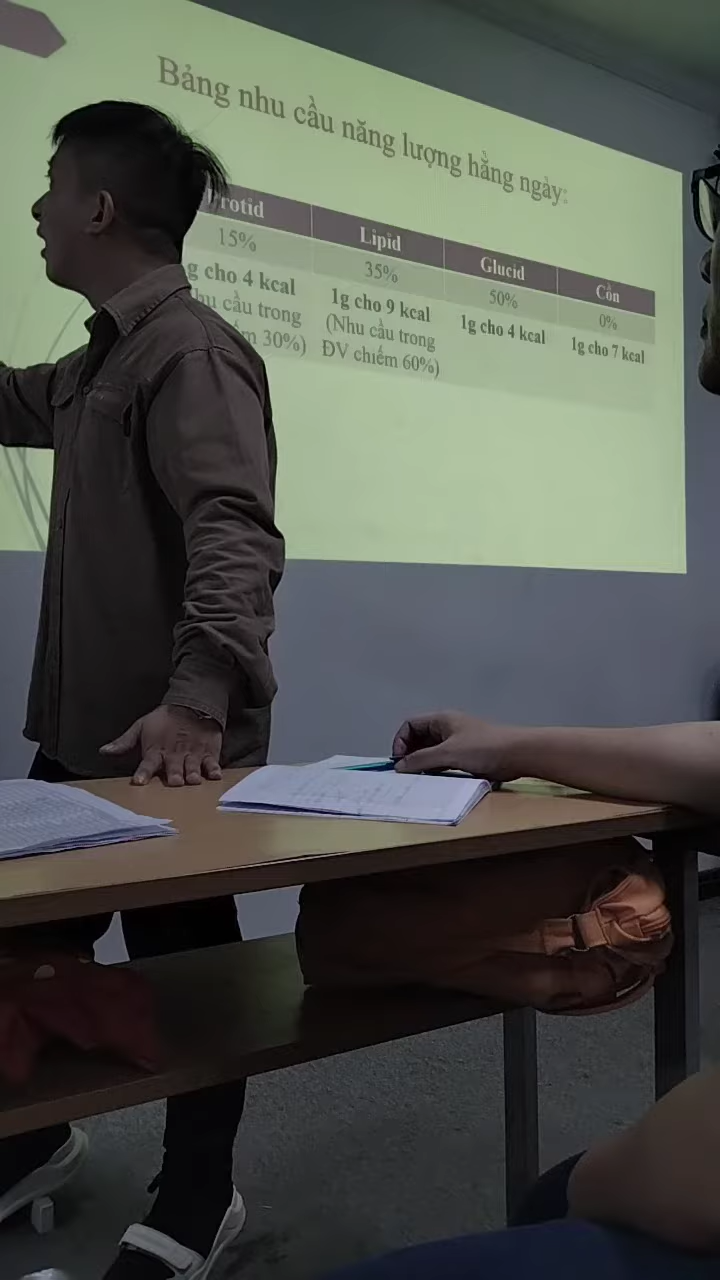 Bảng nhu cầu năng lượng hằng ngày:
rotid Lipid Glucid Cồn
15% 35% 50% 0%
g cho 4 kcal 1g cho 9 kcal 1g cho 4 kcal 1g cho 7 kcal
hu cầu trong (Nhu cầu trong
ếm 30%) ĐV chiếm 60%)